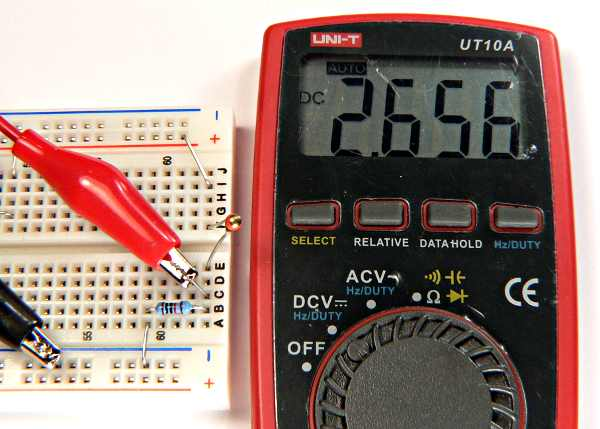 UNI-T
UT10A
AUTO
DC
2.656
SELECT RELATIVE DATA-HOLD Hz/DUTY
ACV~
Hz/DUTY
DCV
Hz/DUTY
Ω
OFF
CE
+
-
60
J
I
H
G
E
D
C
B
A
55
60
-
+